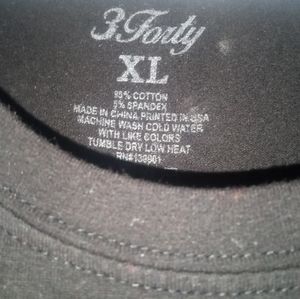 3Forty
XL
95% COTTON
5% SPANDEX
MADE IN CHINA PRINTED IN USA
MACHINE WASH COLD WATER
WITH LIKE COLORS
TUMBLE DRY LOW HEAT